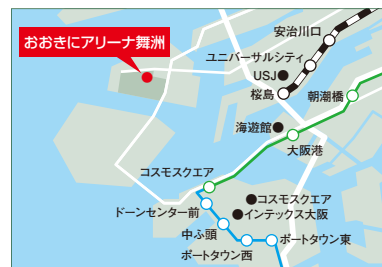 安治川口
おおきにアリーナ舞洲
ユニバーサルシティ
USJ
桜島
朝潮橋
海遊館
大阪港
コスモスクエア
コスモスクエア
ドーンセンター前
インテックス大阪
中ふ頭
ポートタウン東
ポートタウン西